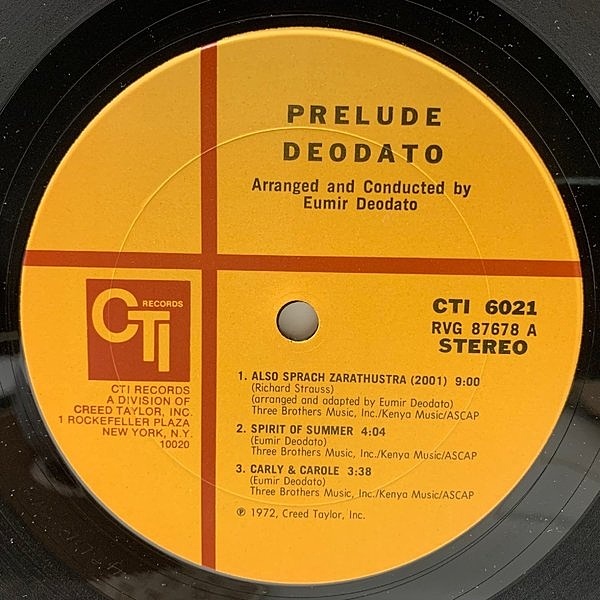 PRELUDE
DEODATO
Arranged and Conducted by
Eumir Deodato
CTI RECORDS
CTI RECORDS
A DIVISION OF
CREED TAYLOR, INC.
1 ROCKEFELLER PLAZA
NEW YORK, N.Y.
10020
CTI 6021
RVG 87678 A
STEREO
1. ALSO SPRACH ZARATHUSTRA (2001) 9:00
(Richard Strauss)
(arranged and adapted by Eumir Deodato)
Three Brothers Music, Inc./Kenya Music/ASCAP
2. SPIRIT OF SUMMER 4:04
(Eumir Deodato)
Three Brothers Music, Inc./Kenya Music/ASCAP
3. CARLY & CAROLE 3:38
(Eumir Deodato)
Three Brothers Music, Inc./Kenya Music/ASCAP
℗ 1972, Creed Taylor, Inc.